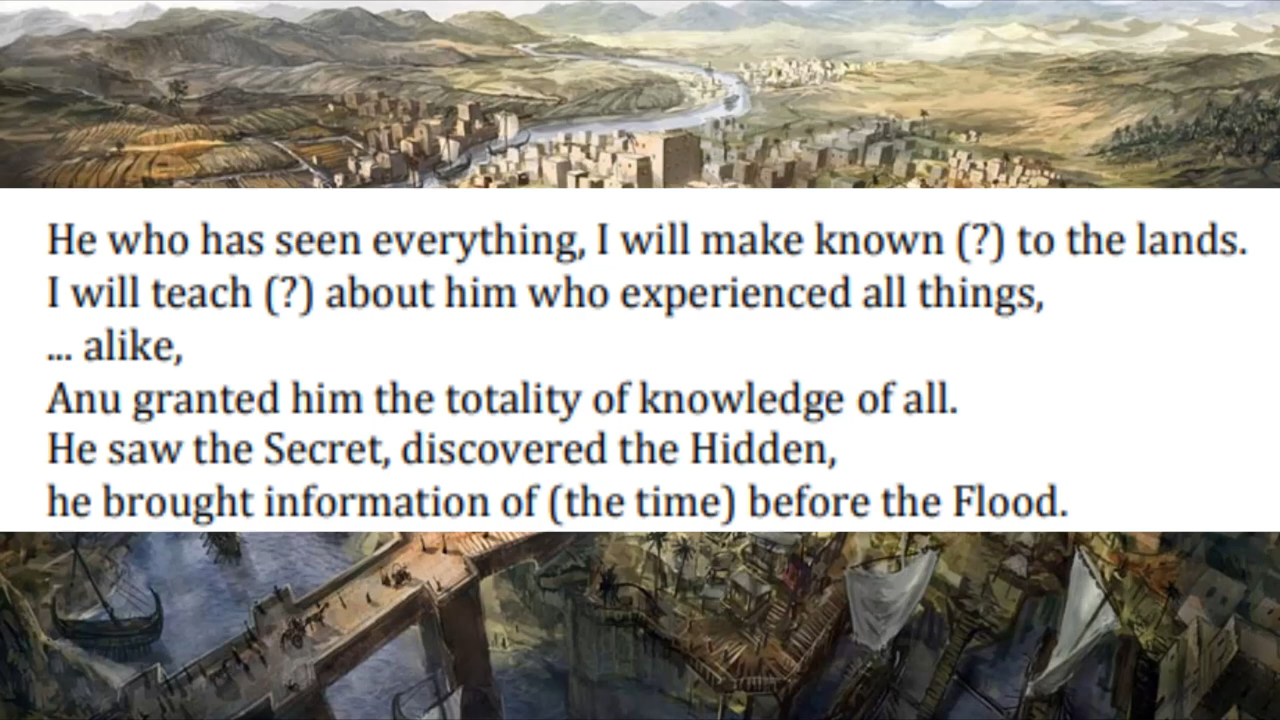 He who has seen everything, I will make known (?) to the lands.
I will teach (?) about him who experienced all things,
... alike,
Anu granted him the totality of knowledge of all.
He saw the Secret, discovered the Hidden,
he brought information of (the time) before the Flood.